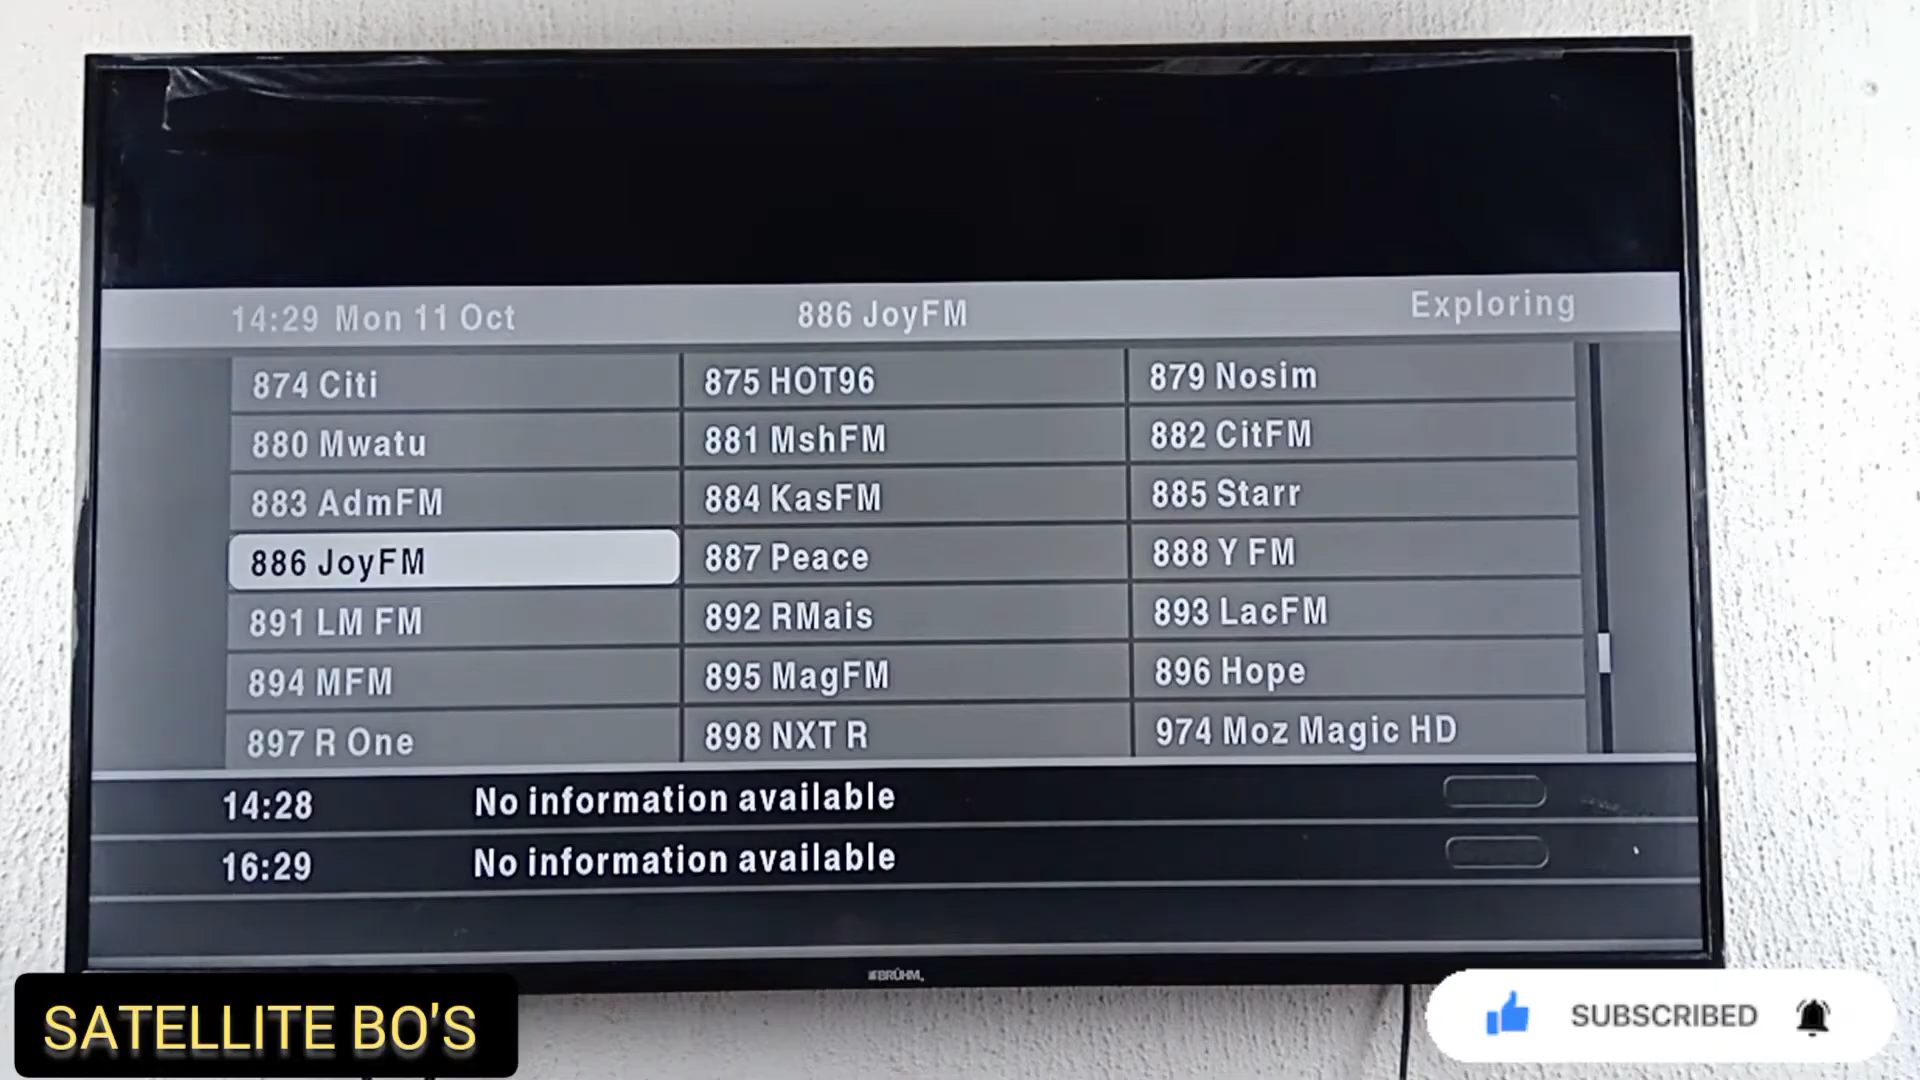 14:29 Mon 11 Oct 886 JoyFM Exploring
874 Citi 875 HOT96 879 Nosim
880 Mwatu 881 MshFM 882 CitFM
883 AdmFM 884 KasFM 885 Starr
886 JoyFM 887 Peace 888 Y FM
891 LM FM 892 RMais 893 LacFM
894 MFM 895 MagFM 896 Hope
897 R One 898 NXT R 974 Moz Magic HD
14:28 No information available
16:29 No information available
BRÜHM
SATELLITE BO'S
SUBSCRIBED